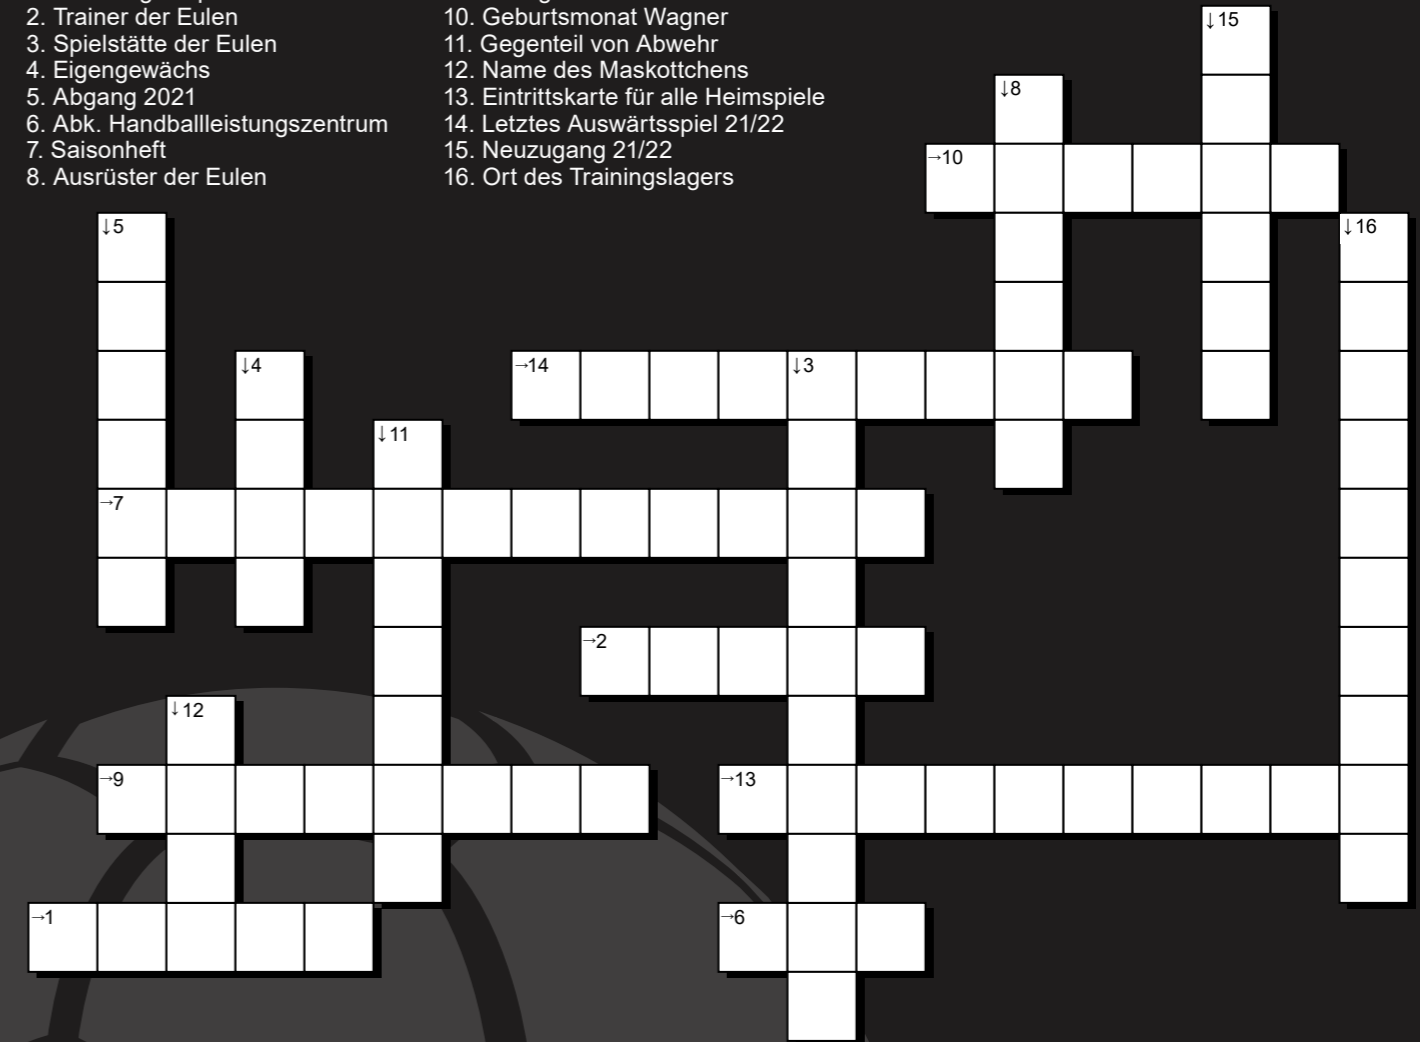 2. Trainer der Eulen
3. Spielstätte der Eulen
4. Eigengewächs
5. Abgang 2021
6. Abk. Handballleistungszentrum
7. Saisonheft
8. Ausrüster der Eulen
10. Geburtsmonat Wagner
11. Gegenteil von Abwehr
12. Name des Maskottchens
13. Eintrittskarte für alle Heimspiele
14. Letztes Auswärtsspiel 21/22
15. Neuzugang 21/22
16. Ort des Trainingslagers
↓15
↓8
→10
↓5
↓16
↓4
→14
↓3
↓11
→7
→2
↓12
→9
→13
→1
→6